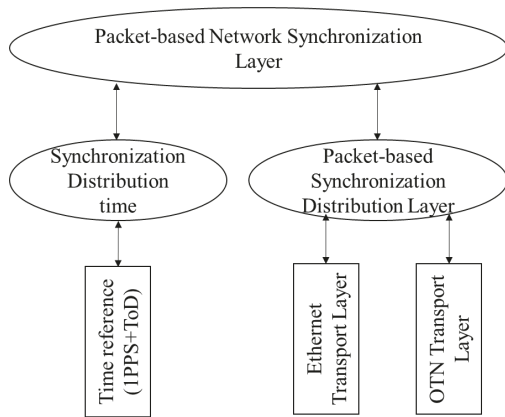 Packet-based Network Synchronization
Layer
Synchronization
Distribution
time
Packet-based
Synchronization
Distribution Layer
Time reference
(1PPS+ToD)
Ethernet
Transport Layer
OTN Transport
Layer